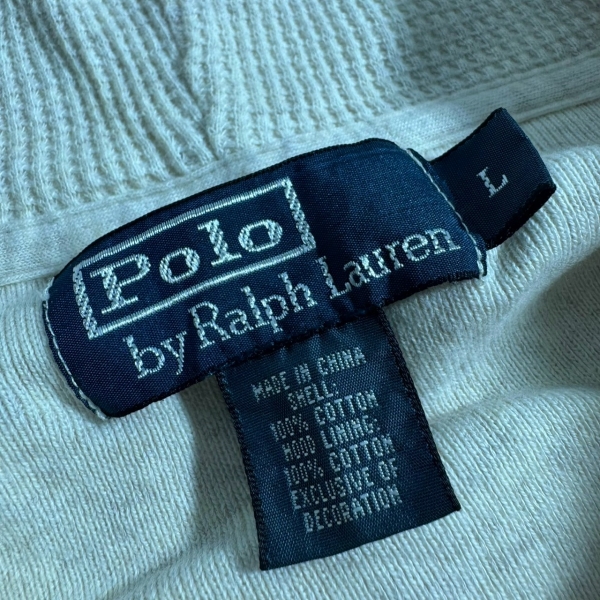 Polo
by Ralph Lauren
L
MADE IN CHINA
SHELL:
100% COTTON
HOOD LINING:
100% COTTON
EXCLUSIVE OF
DECORATION